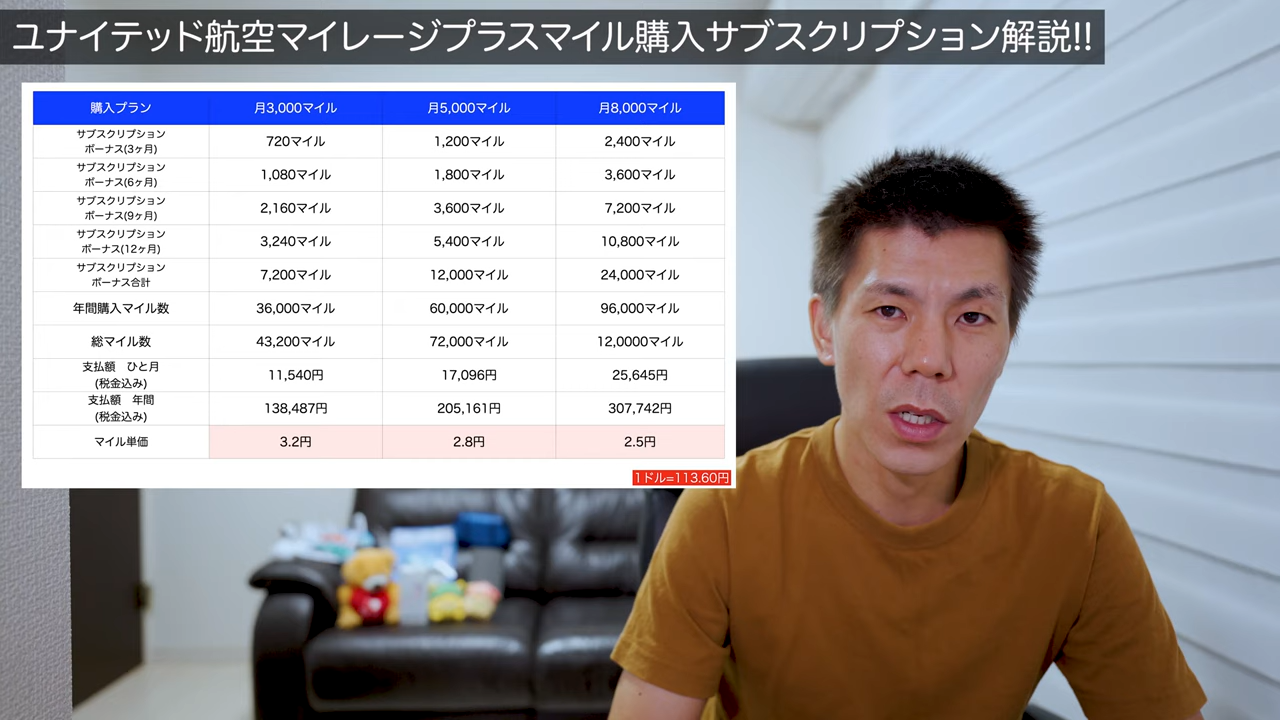 ユナイテッド航空マイレージプラスマイル購入サブスクリプション解説!!
購入プラン 月3,000マイル 月5,000マイル 月8,000マイル
サブスクリプション
ボーナス(3ヶ月) 720マイル 1,200マイル 2,400マイル
サブスクリプション
ボーナス(6ヶ月) 1,080マイル 1,800マイル 3,600マイル
サブスクリプション
ボーナス(9ヶ月) 2,160マイル 3,600マイル 7,200マイル
サブスクリプション
ボーナス(12ヶ月) 3,240マイル 5,400マイル 10,800マイル
サブスクリプション
ボーナス合計 7,200マイル 12,000マイル 24,000マイル
年間購入マイル数 36,000マイル 60,000マイル 96,000マイル
総マイル数 43,200マイル 72,000マイル 12,0000マイル
支払額 ひと月
(税金込み) 11,540円 17,096円 25,645円
支払額 年間
(税金込み) 138,487円 205,161円 307,742円
マイル単価 3.2円 2.8円 2.5円
1ドル=113.60円